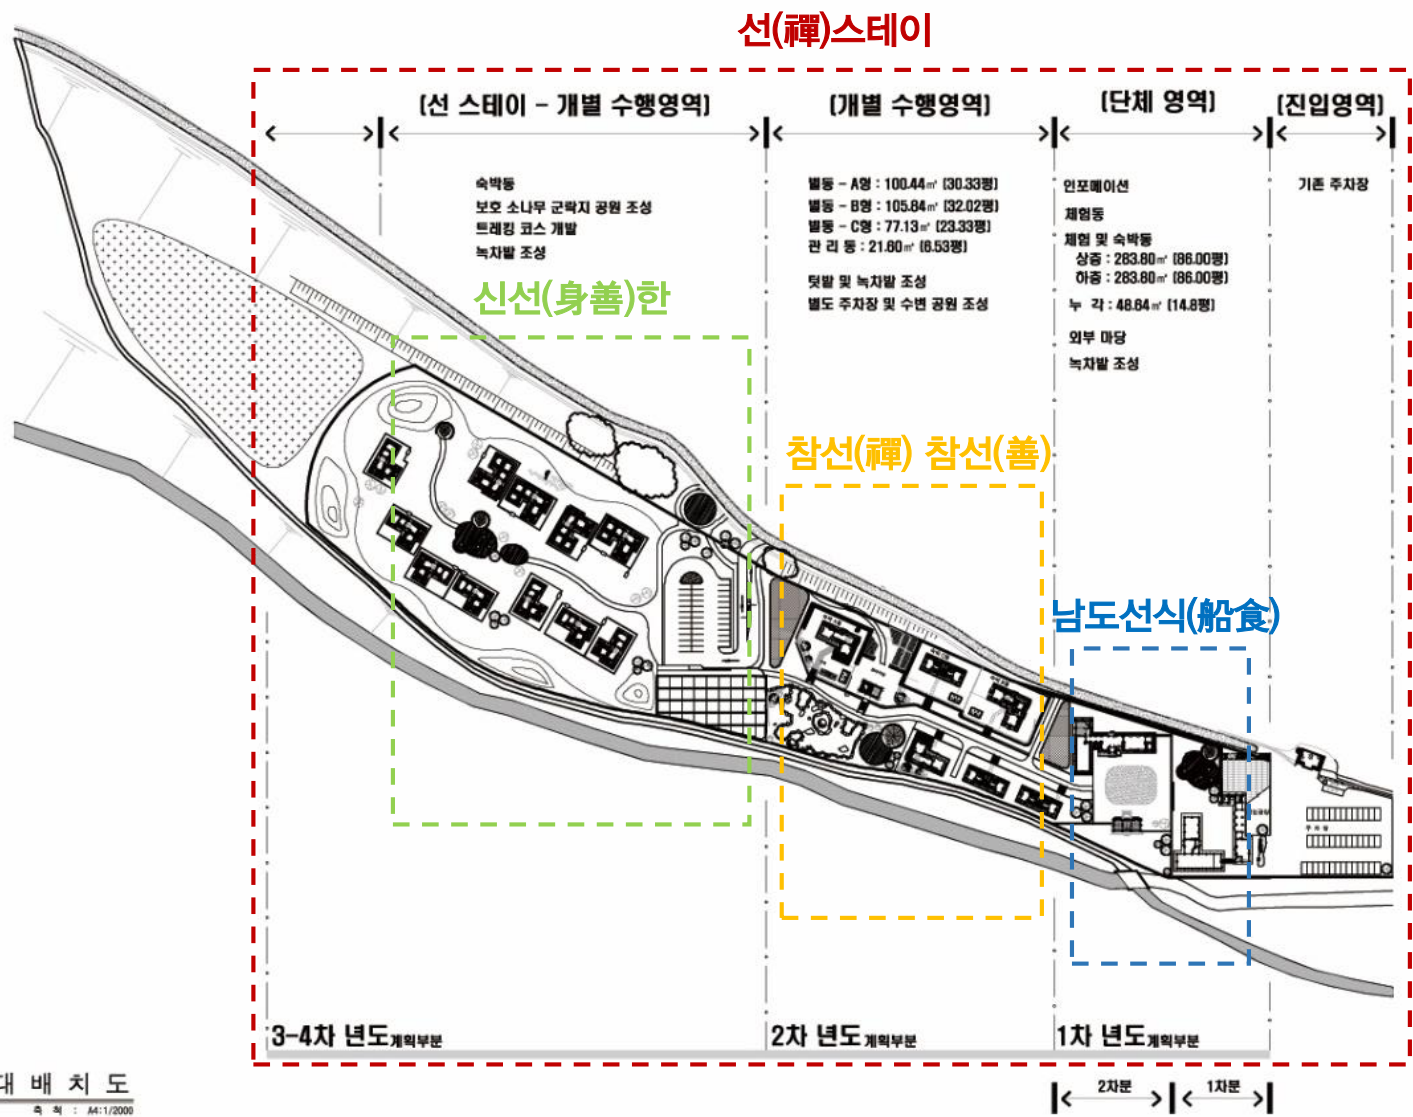 선(禪)스테이
[선 스테이 - 개별 수행영역]
[개별 수행영역]
[단체 영역]
[진입영역]
숙박동
보호 소나무 군락지 공원 조성
트레킹 코스 개발
녹차밭 조성
별동 - A형 : 100.44㎡ [30.33평]
별동 - B형 : 105.84㎡ [32.02평]
별동 - C형 : 77.13㎡ [23.33평]
관 리 동 : 21.60㎡ [6.53평]
텃밭 및 녹차밭 조성
별도 주차장 및 수변 공원 조성
인포메이션
체험동
체험 및 숙박동
상층 : 283.80㎡ [86.00평]
하층 : 283.80㎡ [86.00평]
누 각 : 48.64㎡ [14.8평]
외부 마당
녹차밭 조성
기존 주차장
신선(身善)한
참선(禪) 참선(善)
남도선식(船食)
주 차 장
3-4차 년도계획부분
2차 년도계획부분
1차 년도계획부분
2차분
1차분
대 배 치 도
축 척 : A4:1/2000